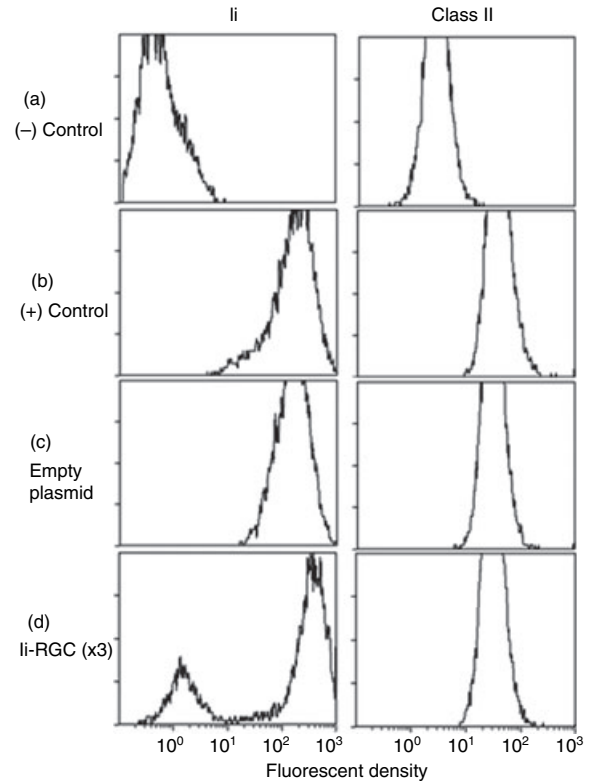 Ii
Class II
(a)
(–) Control
(b)
(+) Control
(c)
Empty
plasmid
(d)
Ii-RGC (x3)
10⁰ 10¹ 10² 10³
10⁰ 10¹ 10² 10³
Fluorescent density